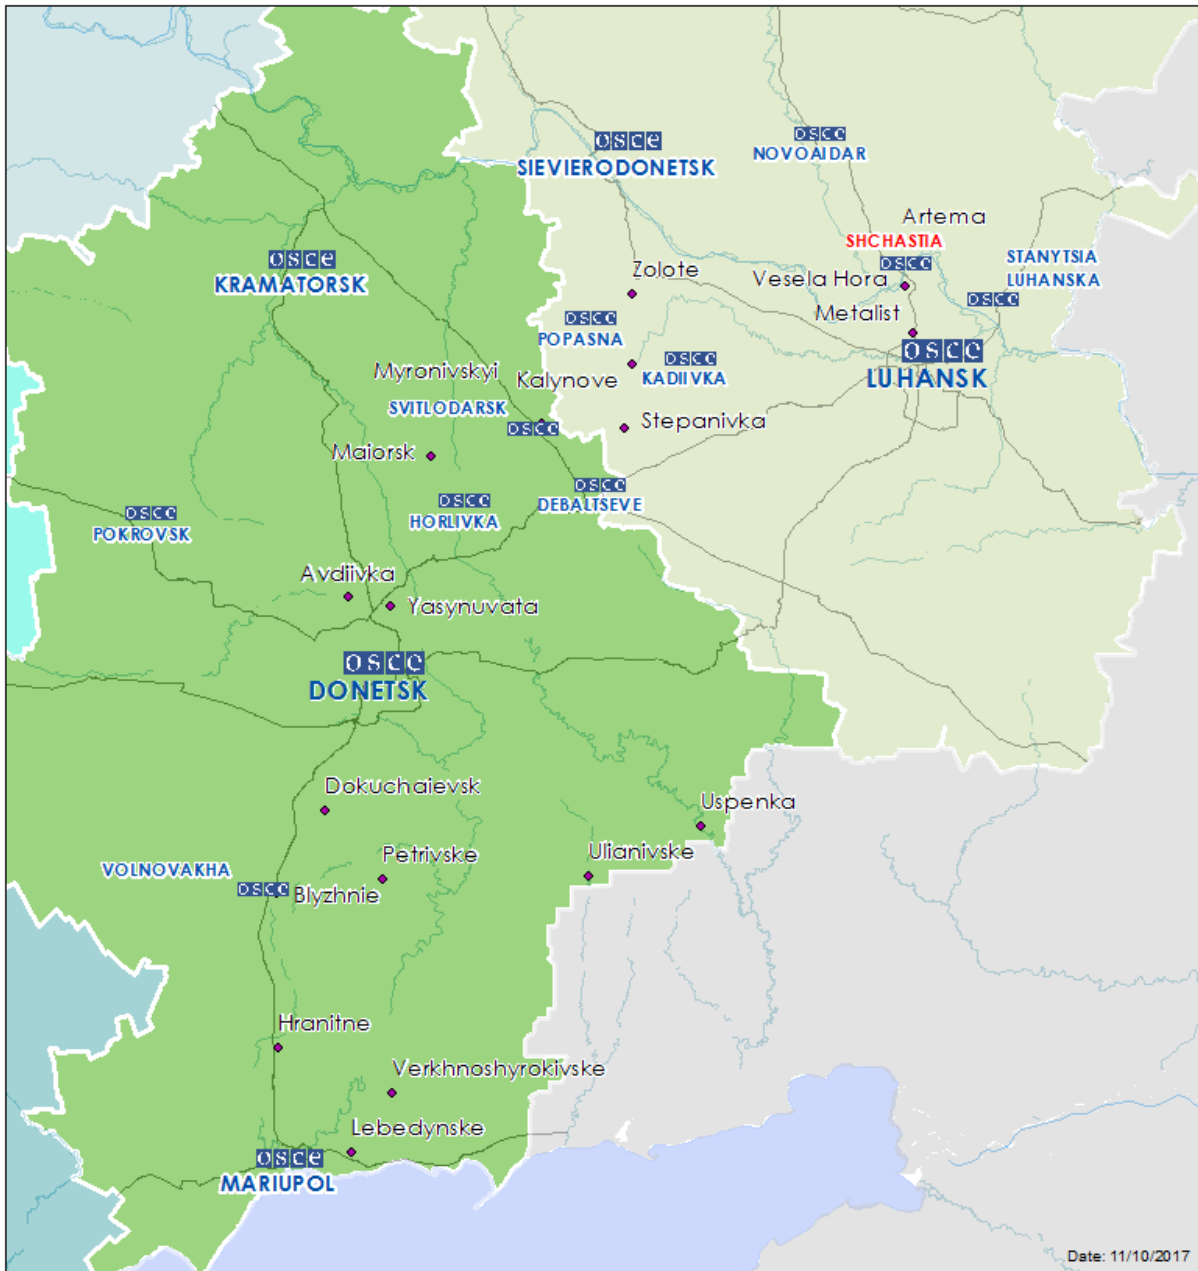 osce
SIEVIERODONETSK
osce
NOVOAIDAR
Artema
SHCHASTIA
osce
STANYTSIA
LUHANSKA
osce
osce
KRAMATORSK
Zolote
Vesela Hora
Metalist
osce
POPASNA
osce
LUHANSK
osce
KADIIVKA
Myronivskyi
Kalynove
SVITLODARSK
osce
Stepanivka
Maiorsk
osce
HORLIVKA
osce
DEBALTSEVE
osce
POKROVSK
Avdiivka
Yasynuvata
osce
DONETSK
Dokuchaievsk
Uspenka
Petrivske
Ulianivske
VOLNOVAKHA
osce
Blyzhnie
Hranitne
Verkhnoshyrokivske
Lebedynske
osce
MARIUPOL
Date: 11/10/2017